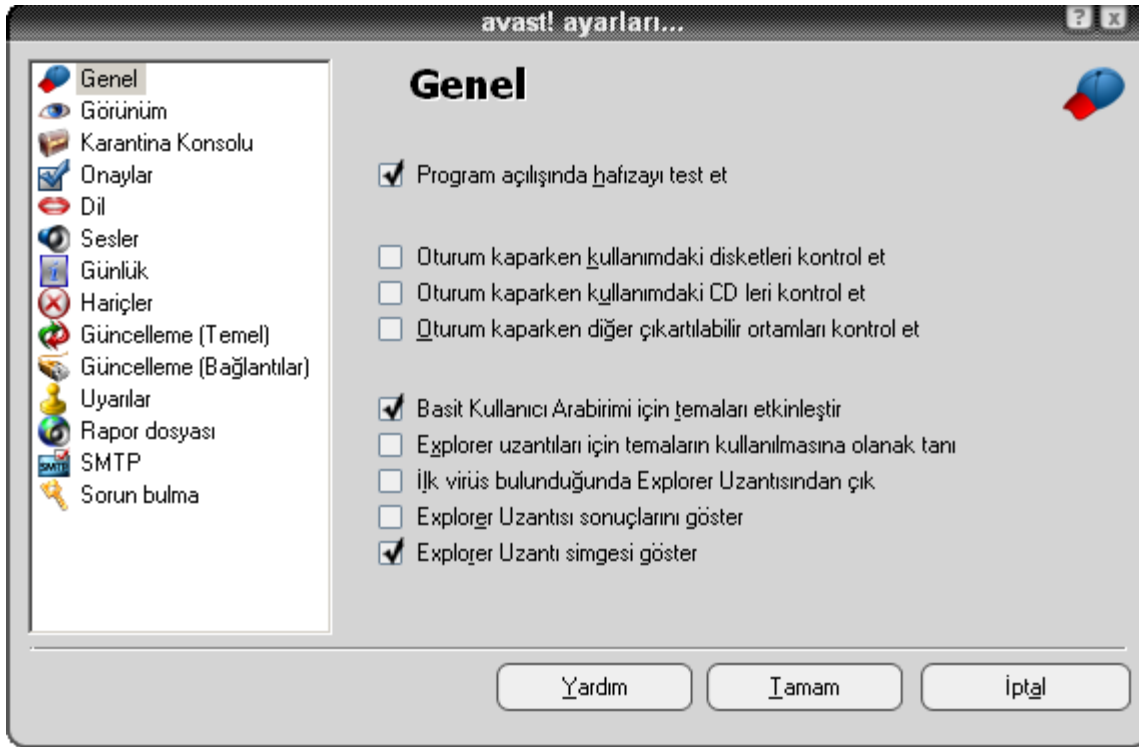 avast! ayarları...
Genel
Görünüm
Karantina Konsolu
Onaylar
Dil
Sesler
Günlük
Hariçler
Güncelleme (Temel)
Güncelleme (Bağlantılar)
Uyarılar
Rapor dosyası
SMTP
Sorun bulma
Genel
Program açılışında hafızayı test et
Oturum kaparken kullanımdaki disketleri kontrol et
Oturum kaparken kullanımdaki CD leri kontrol et
Oturum kaparken diğer çıkartılabilir ortamları kontrol et
Basit Kullanıcı Arabirimi için temaları etkinleştir
Explorer uzantıları için temaların kullanılmasına olanak tanı
İlk virüs bulunduğunda Explorer Uzantısından çık
Explorer Uzantısı sonuçlarını göster
Explorer Uzantı simgesi göster
Yardım
Tamam
İptal